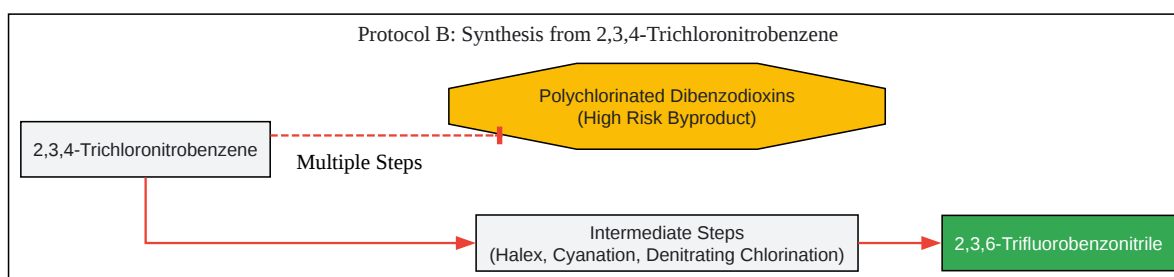 Protocol B: Synthesis from 2,3,4-Trichloronitrobenzene
Polychlorinated Dibenzodioxins
(High Risk Byproduct)
2,3,4-Trichloronitrobenzene
Multiple Steps
Intermediate Steps
(Halex, Cyanation, Denitrating Chlorination)
2,3,6-Trifluorobenzonitrile